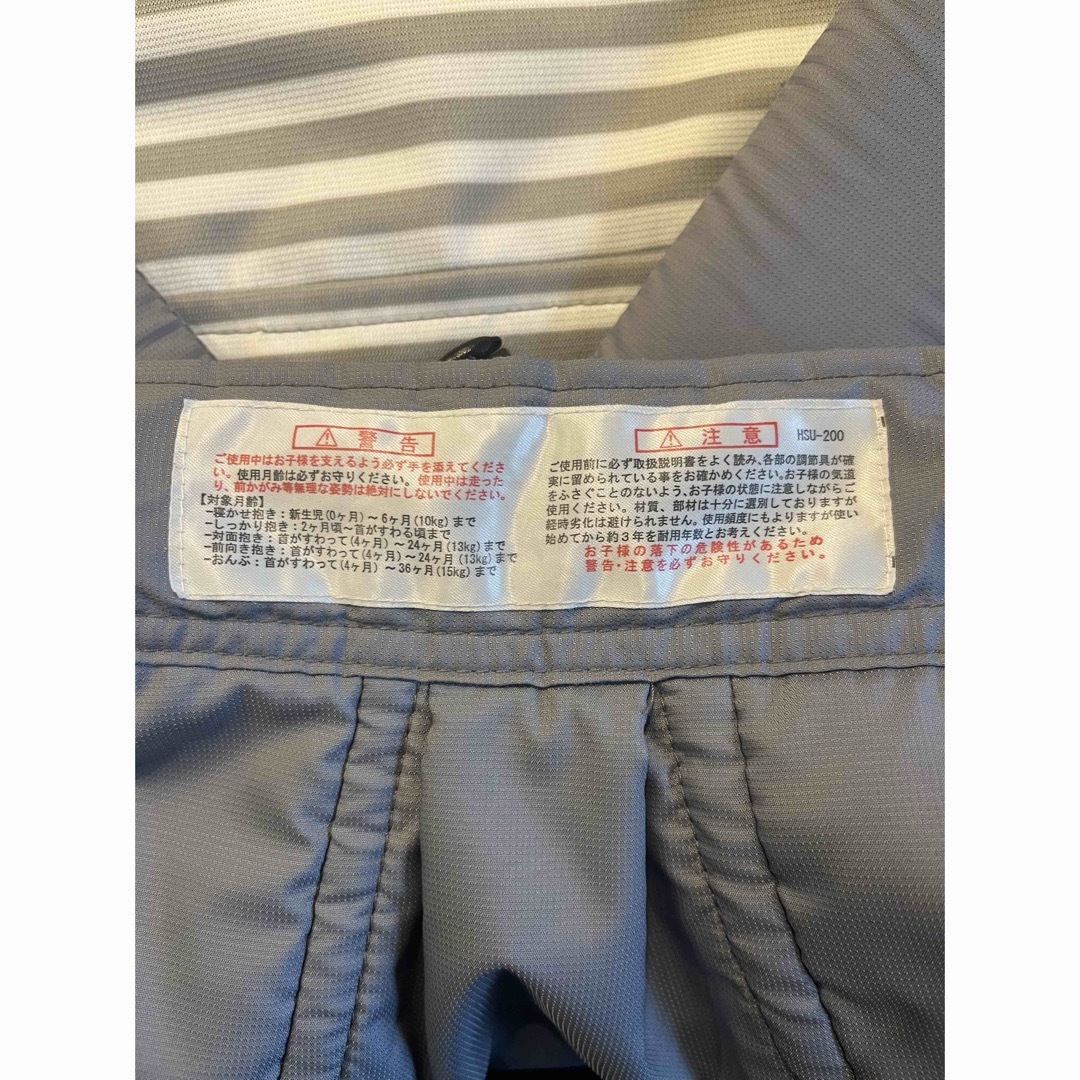 ⚠ 警告
ご使用中はお子様を支えるよう必ず手を添えてくださ
い。使用月齢は必ずお守りください。使用中は走った
り、前かがみ等無理な姿勢は絶対にしないでください。
【対象月齢】
-寝かせ抱き：新生児(0ヶ月)～6ヶ月(10kg)まで
-しっかり抱き：2ヶ月頃～首がすわる頃まで
-対面抱き：首がすわって(4ヶ月)～24ヶ月(13kg)まで
-前向き抱き：首がすわって(4ヶ月)～24ヶ月(13kg)まで
-おんぶ：首がすわって(4ヶ月)～36ヶ月(15kg)まで
⚠ 注意 HSU-200
ご使用前に必ず取扱説明書をよく読み、各部の調節具が確
実に留められている事をお確かめください。お子様の気道
をふさぐことのないよう、お子様の状態に注意しながらご
使用ください。材質、部材は十分に選別しておりますが
経時劣化は避けられません。使用頻度にもよりますが使い
始めてから約3年を耐用年数とお考えください。
お子様の落下の危険性があるため
警告・注意を必ずお守りください。